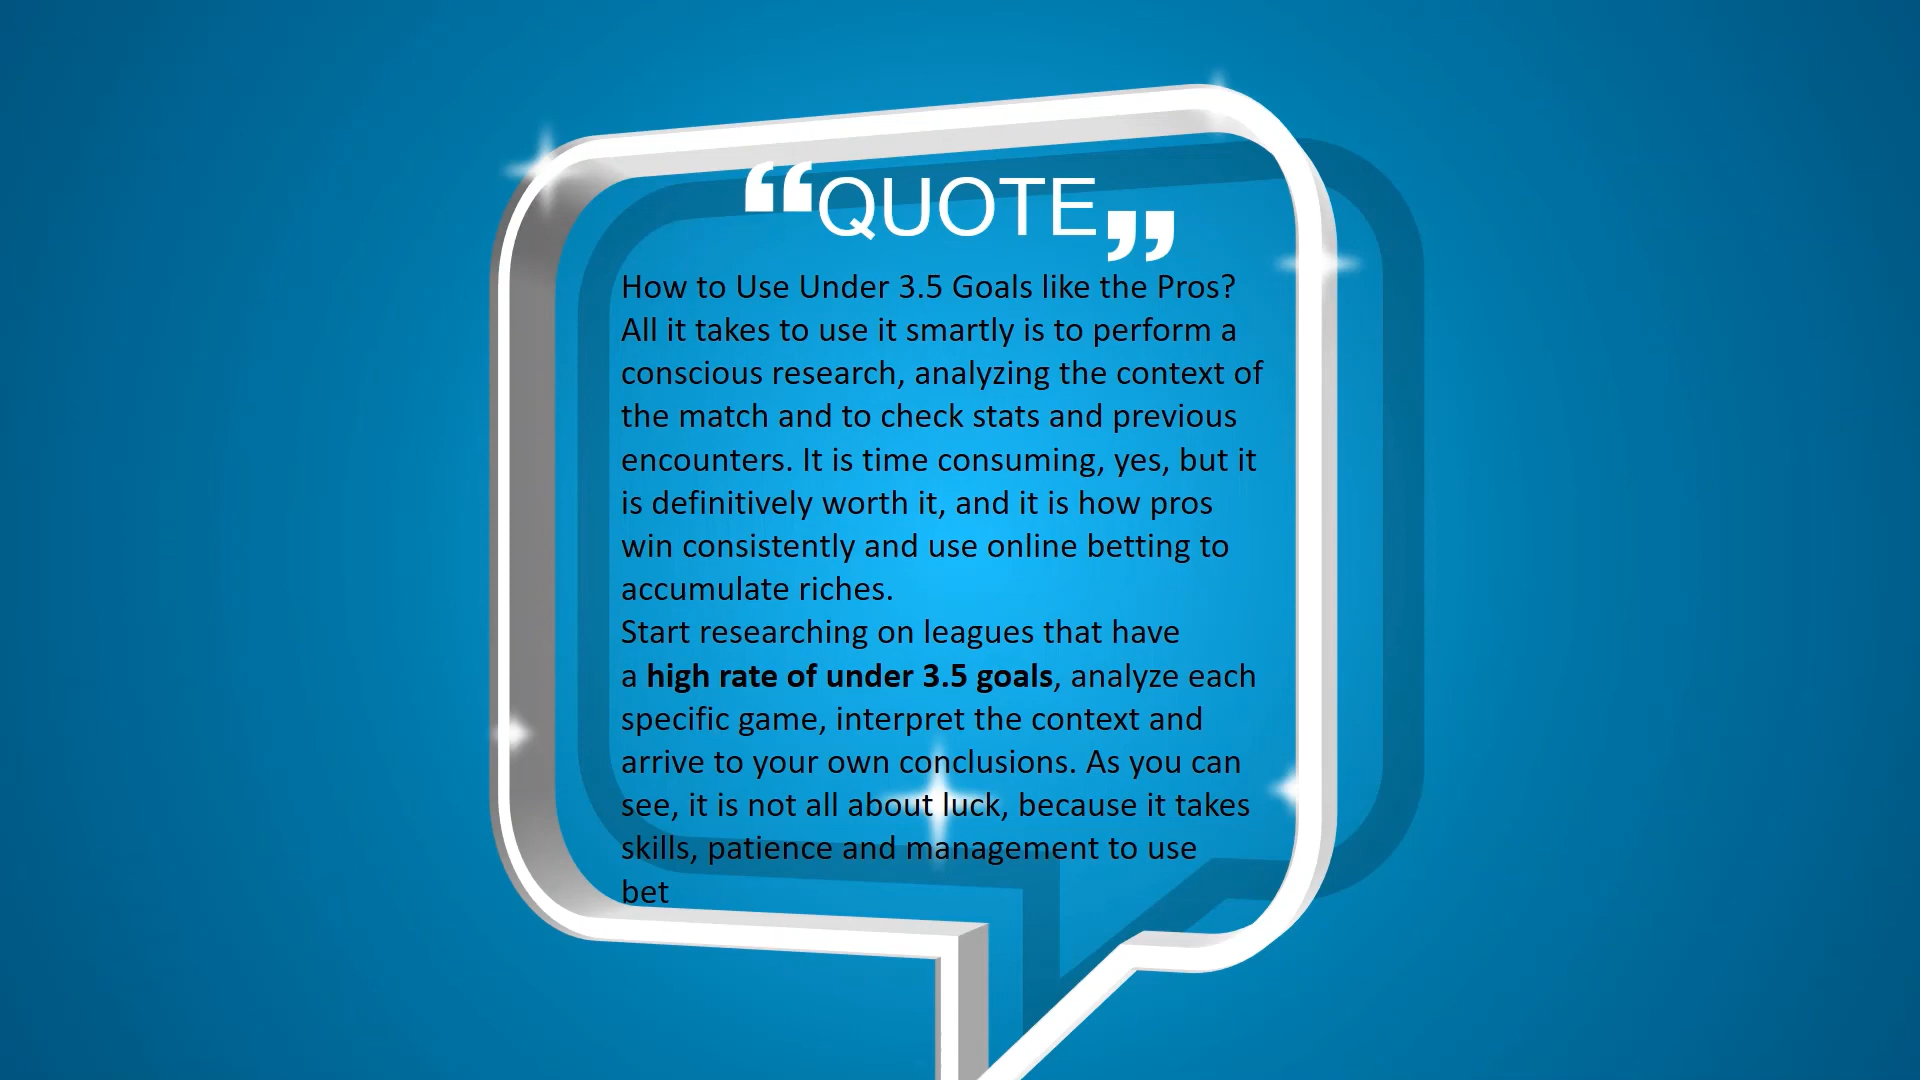 “QUOTE”
How to Use Under 3.5 Goals like the Pros?
All it takes to use it smartly is to perform a
conscious research, analyzing the context of
the match and to check stats and previous
encounters. It is time consuming, yes, but it
is definitively worth it, and it is how pros
win consistently and use online betting to
accumulate riches.
Start researching on leagues that have
a high rate of under 3.5 goals, analyze each
specific game, interpret the context and
arrive to your own conclusions. As you can
see, it is not all about luck, because it takes
skills, patience and management to use
bet